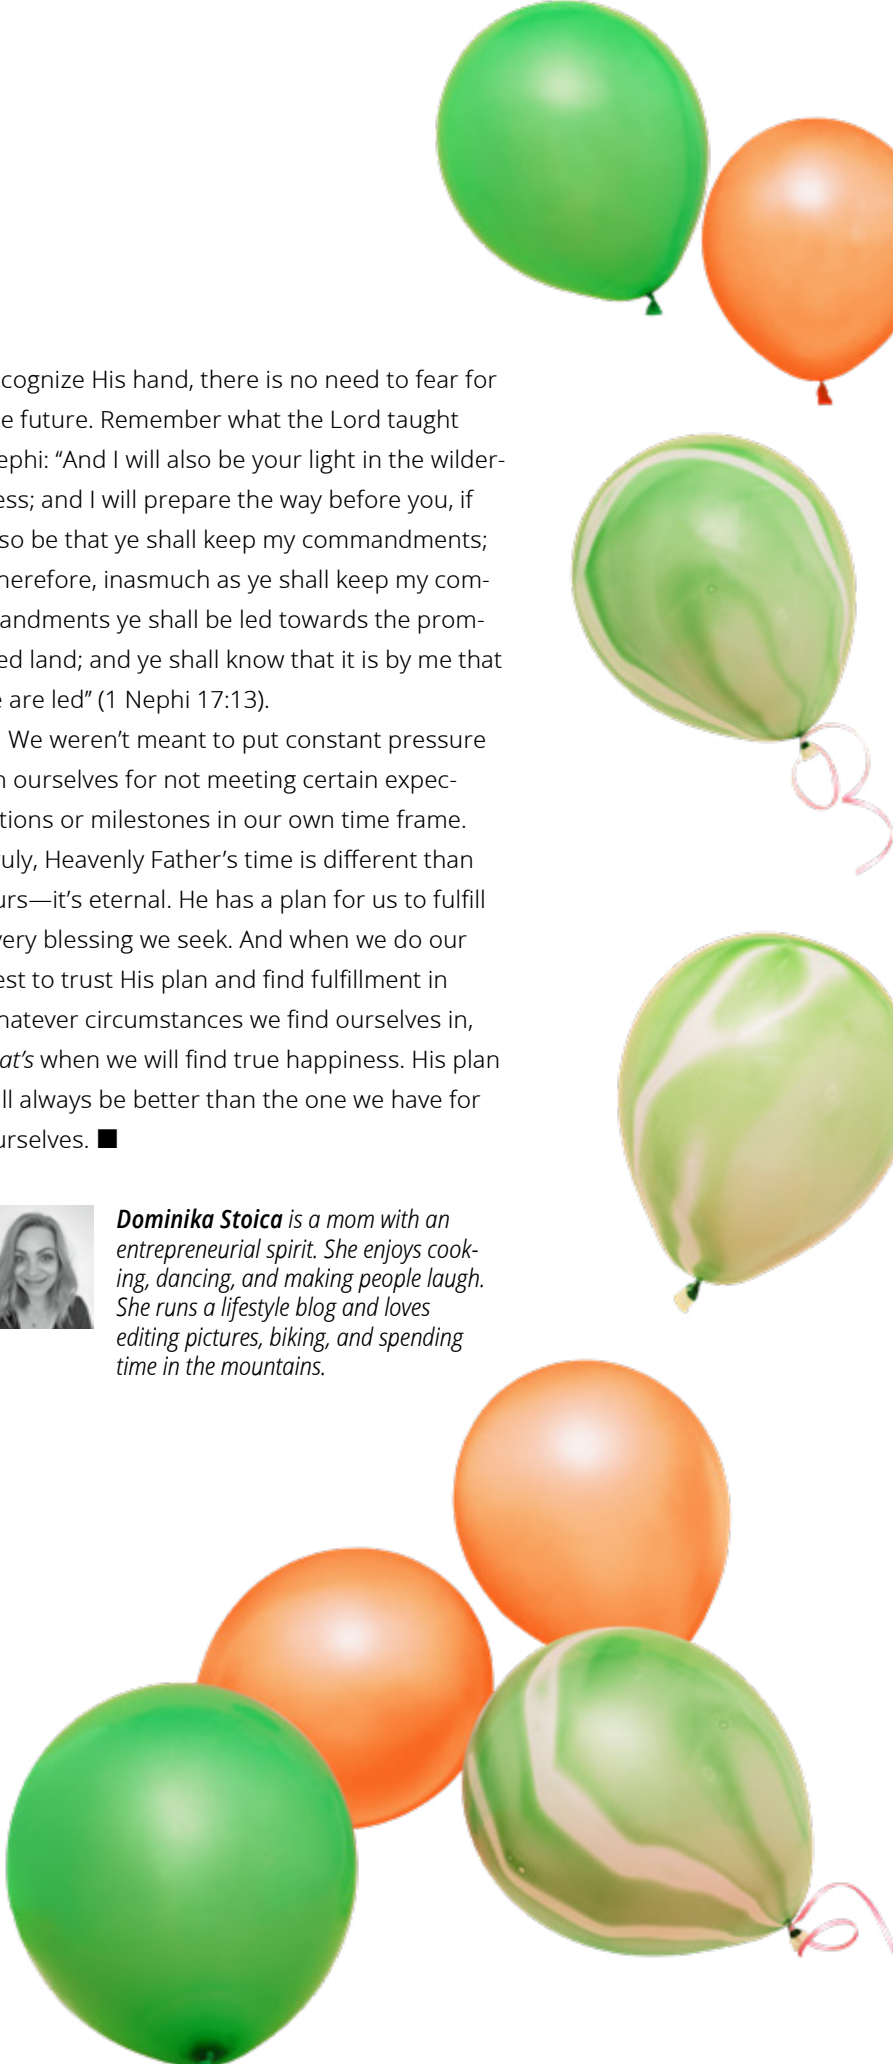 cognize His hand, there is no need to fear for
e future. Remember what the Lord taught
ephi: “And I will also be your light in the wilder-
ess; and I will prepare the way before you, if
so be that ye shall keep my commandments;
herefore, inasmuch as ye shall keep my com-
andments ye shall be led towards the prom-
ed land; and ye shall know that it is by me that
e are led” (1 Nephi 17:13).
We weren’t meant to put constant pressure
n ourselves for not meeting certain expec-
tions or milestones in our own time frame.
uly, Heavenly Father’s time is different than
urs—it’s eternal. He has a plan for us to fulfill
very blessing we seek. And when we do our
est to trust His plan and find fulfillment in
hatever circumstances we find ourselves in,
at’s when we will find true happiness. His plan
ll always be better than the one we have for
urselves. ■
Dominika Stoica is a mom with an
entrepreneurial spirit. She enjoys cook-
ing, dancing, and making people laugh.
She runs a lifestyle blog and loves
editing pictures, biking, and spending
time in the mountains.